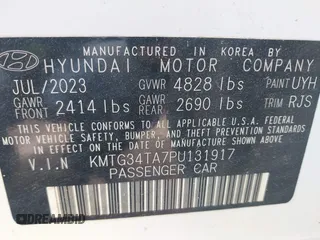 MANUFACTURED IN KOREA BY
HYUNDAI MOTOR COMPANY
JUL/2023 GVWR 4828 lbs PAINT UYH
GAWR FRONT 2414 lbs GAWR REAR 2690 lbs TRIM RJS
THIS VEHICLE CONFORMS TO ALL APPLICABLE U.S.
FEDERAL MOTOR VEHICLE SAFETY, BUMPER, AND THEFT
PREVENTION STANDARDS IN EFFECT ON THE DATE OF
MANUFACTURE SHOWN ABOVE.
V.I.N KMTG34TA7PU131917
PASSENGER CAR
DREAMBID